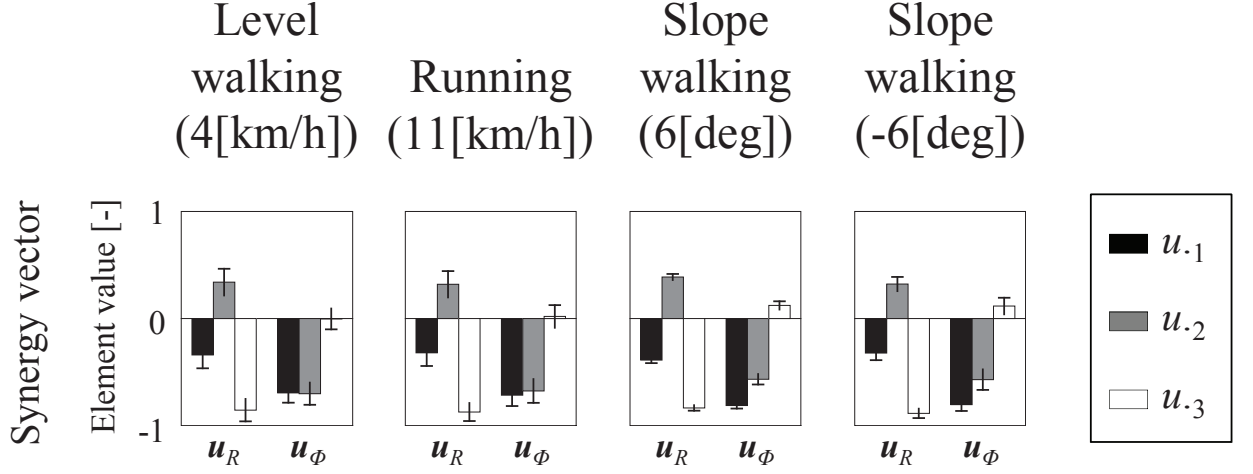 Level
walking
(4[km/h])
Running
(11[km/h])
Slope
walking
(6[deg])
Slope
walking
(-6[deg])
Synergy vector
Element value [-]
1
0
-1
u_R u_Φ
u_R u_Φ
u_R u_Φ
u_R u_Φ
u.1
u.2
u.3